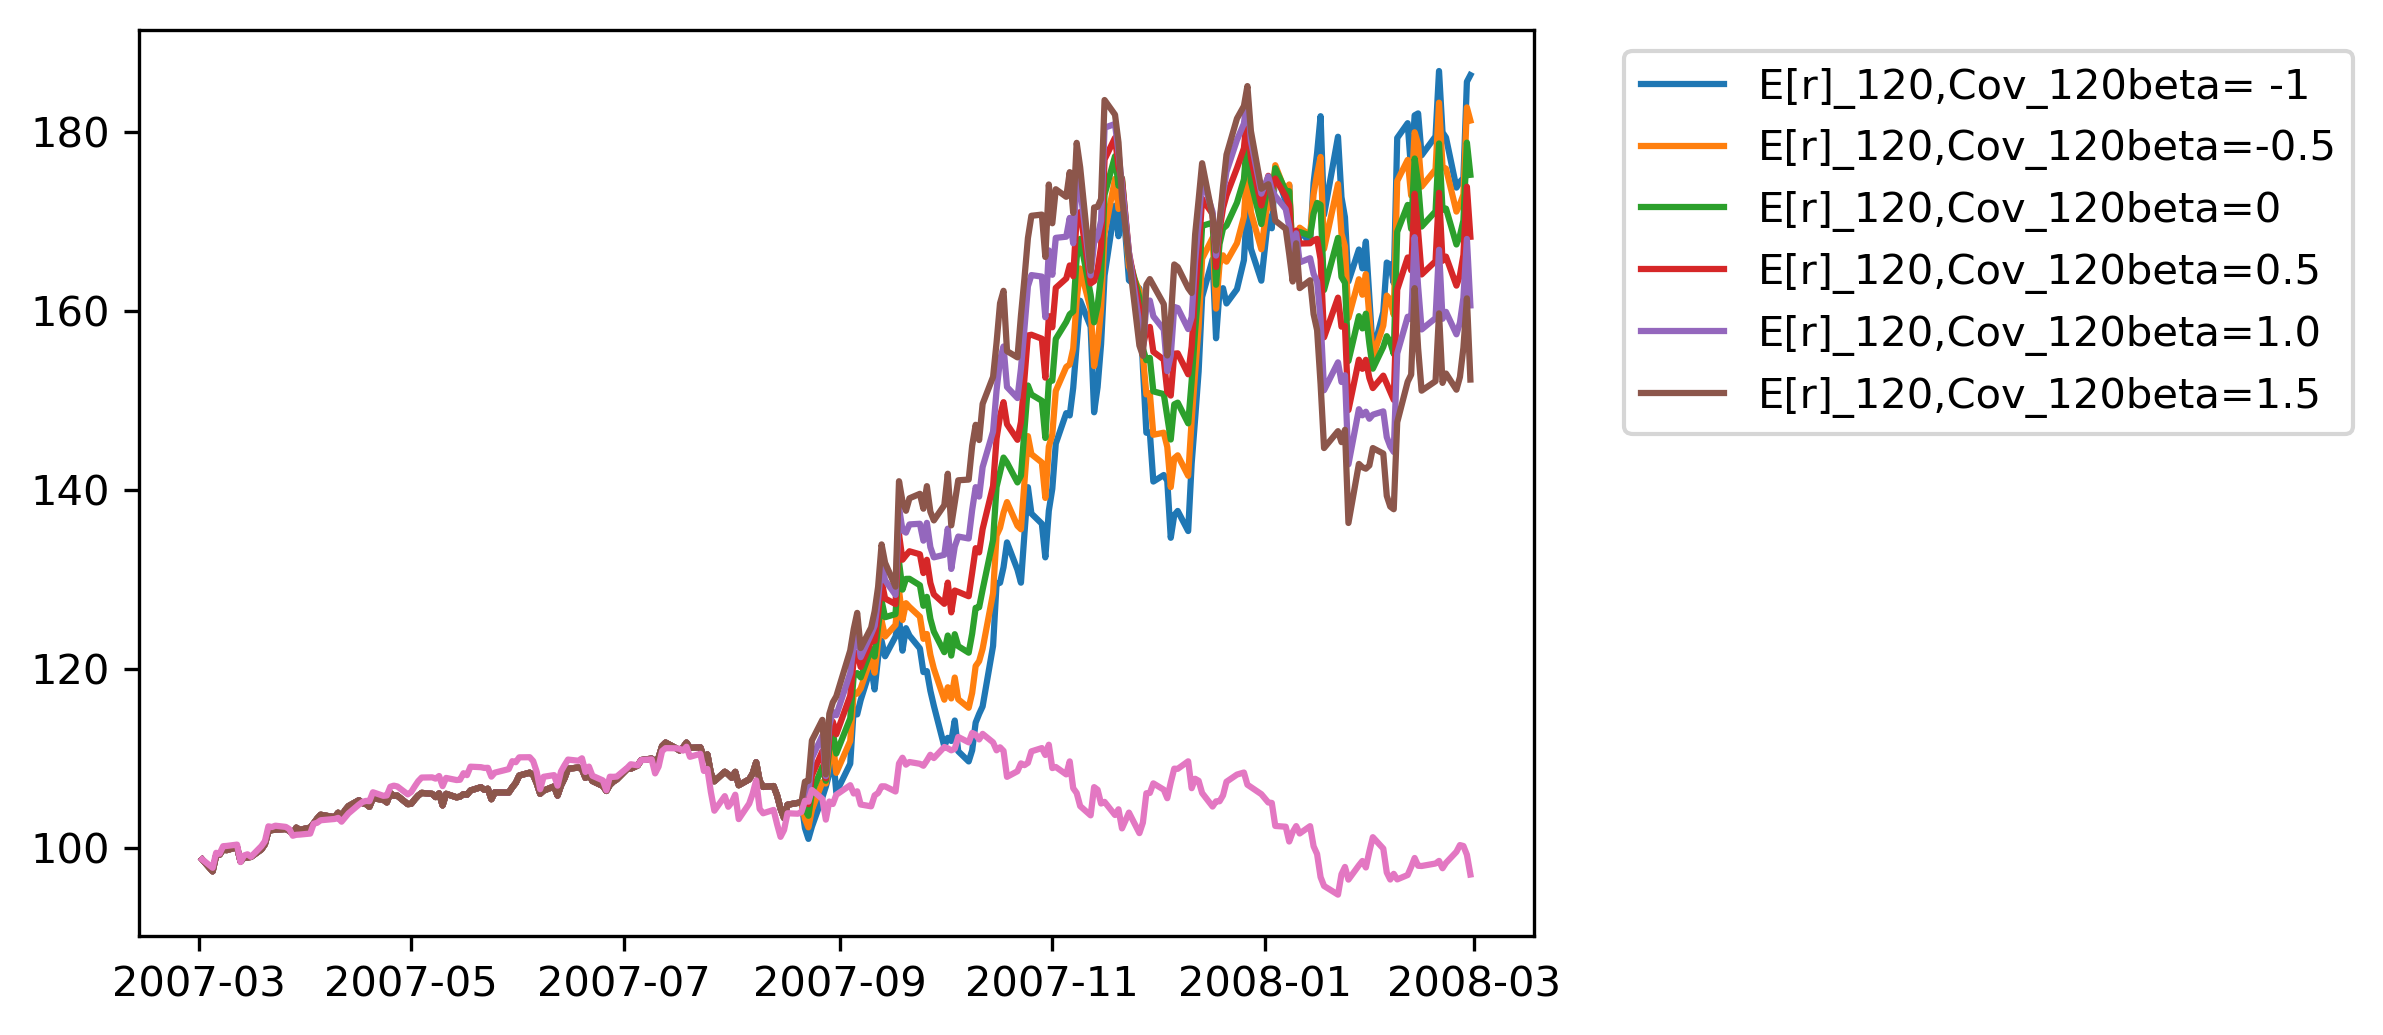 180
160
140
120
100
2007-03 2007-05 2007-07 2007-09 2007-11 2008-01 2008-03
E[r]_120,Cov_120beta= -1
E[r]_120,Cov_120beta=-0.5
E[r]_120,Cov_120beta=0
E[r]_120,Cov_120beta=0.5
E[r]_120,Cov_120beta=1.0
E[r]_120,Cov_120beta=1.5